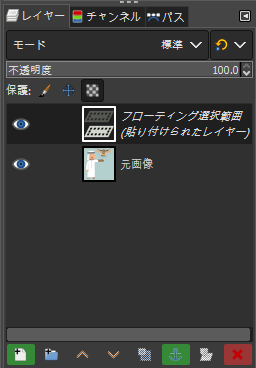 レイヤー チャンネル パス
モード 標準
不透明度 100.0
保護:
フローティング選択範囲
(貼り付けられたレイヤー)
元画像